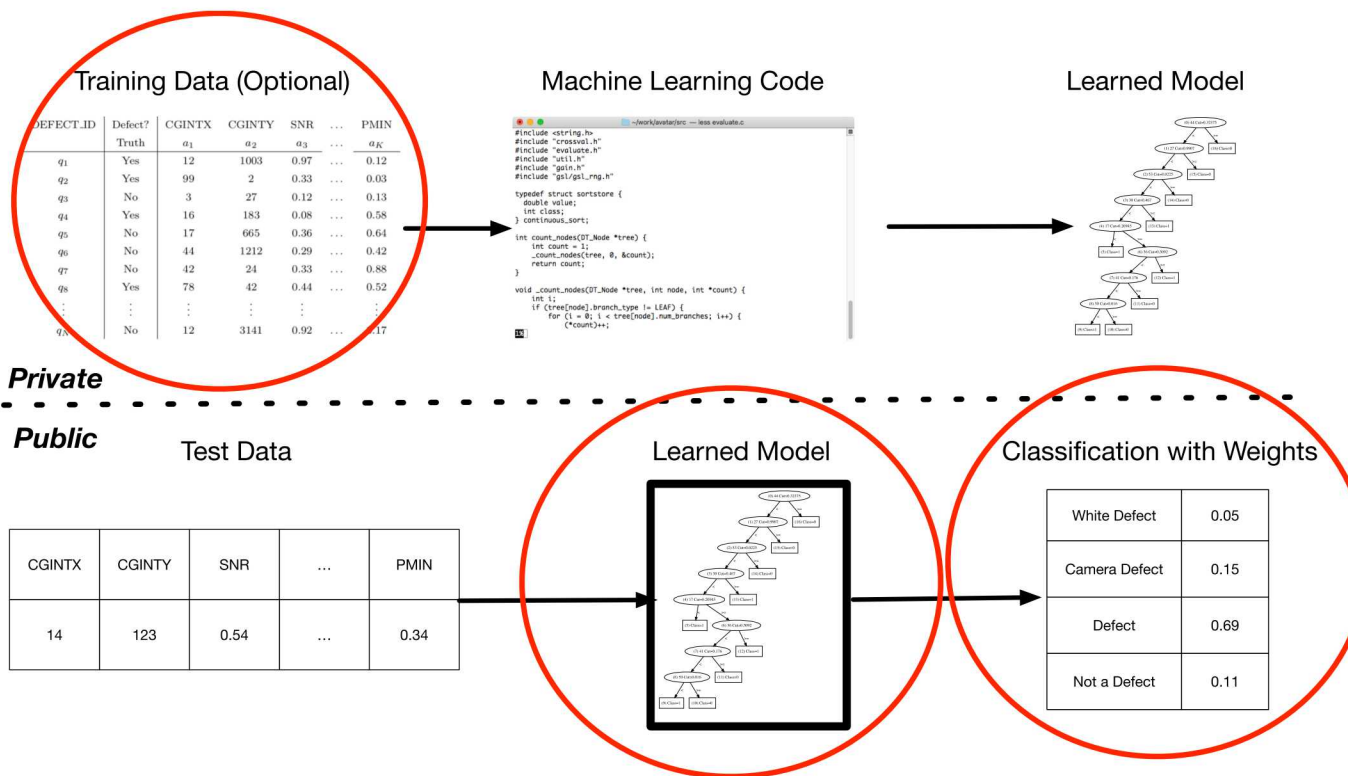 Training Data (Optional)
Machine Learning Code
Learned Model
DEFECT_ID Defect? CGINTX CGINTY SNR ... PMIN
Truth a1 a2 a3 ... aK
q1 Yes 12 1003 0.97 ... 0.12
q2 Yes 99 2 0.33 ... 0.03
q3 No 3 27 0.12 ... 0.13
q4 Yes 16 183 0.08 ... 0.58
q5 No 17 665 0.36 ... 0.64
q6 No 44 1212 0.29 ... 0.42
q7 No 42 24 0.33 ... 0.88
q8 Yes 78 42 0.44 ... 0.52
⋮ ⋮ ⋮ ⋮ ⋮ ⋮
No 12 3141 0.92 ... 0.17
~/work/avatar/src — less evaluate.c
#include <string.h>
#include "crossval.h"
#include "evaluate.h"
#include "util.h"
#include "gain.h"
#include "gsl/gsl_rng.h"
typedef struct sortstore {
double value;
int class;
} continuous_sort;
int count_nodes(DT_Node *tree) {
int count = 1;
_count_nodes(tree, 0, &count);
return count;
}
void _count_nodes(DT_Node *tree, int node, int *count) {
int i;
if (tree[node].branch_type != LEAF) {
for (i = 0; i < tree[node].num_branches; i++) {
(*count)++;
Private
Public
Test Data
Learned Model
Classification with Weights
CGINTX CGINTY SNR ... PMIN
14 123 0.54 ... 0.34
White Defect 0.05
Camera Defect 0.15
Defect 0.69
Not a Defect 0.11